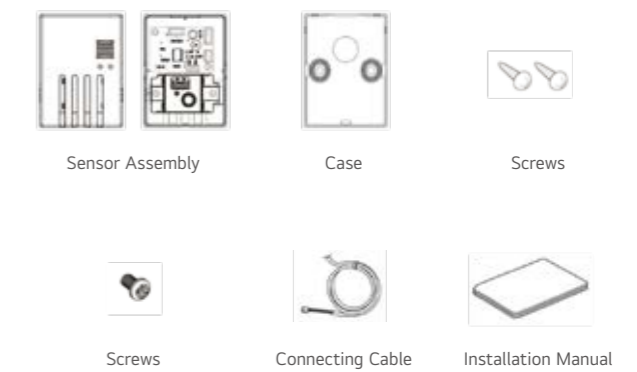 Sensor Assembly
Case
Screws
Screws
Connecting Cable
Installation Manual